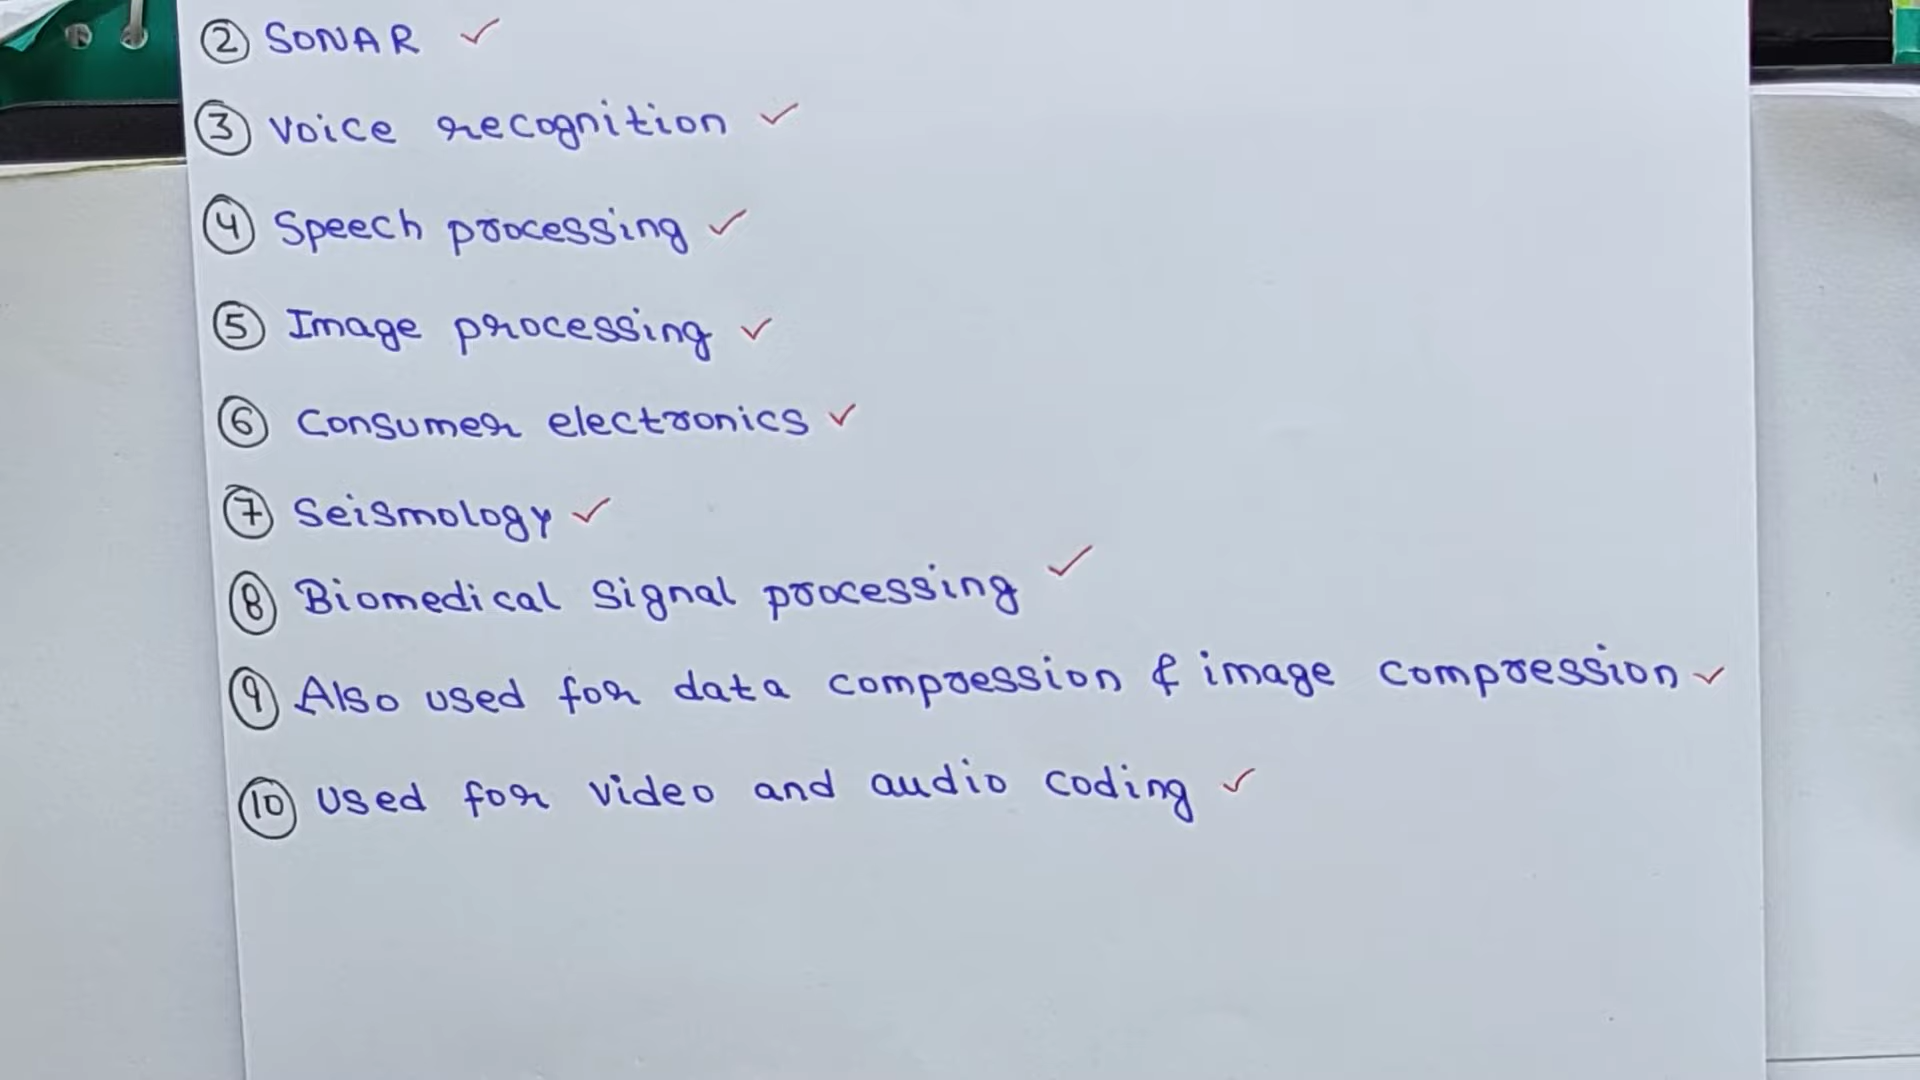 ② SONAR ✓
③ Voice recognition ✓
④ Speech processing ✓
⑤ Image processing ✓
⑥ Consumer electronics ✓
⑦ Seismology ✓
⑧ Biomedical Signal processing ✓
⑨ Also used for data compression & image compression ✓
⑩ Used for video and audio coding ✓